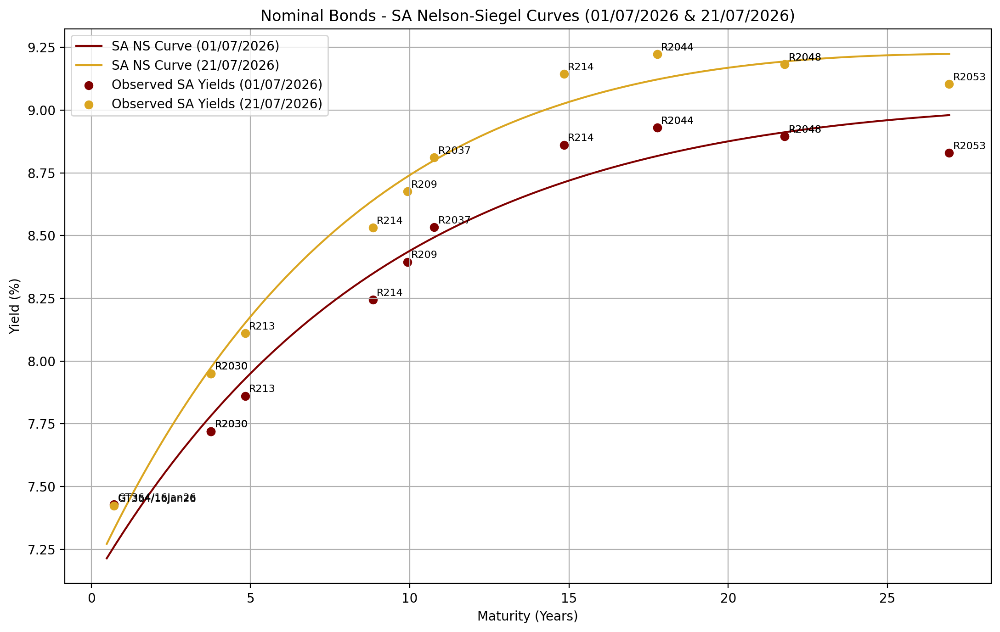 Nominal Bonds - SA Nelson-Siegel Curves (01/07/2026 & 21/07/2026)
SA NS Curve (01/07/2026)
SA NS Curve (21/07/2026)
Observed SA Yields (01/07/2026)
Observed SA Yields (21/07/2026)
Yield (%)
9.25
9.00
8.75
8.50
8.25
8.00
7.75
7.50
7.25
R2044
R2048
R214
R2053
R2044
R2048
R214
R2053
R2037
R209
R214
R2037
R209
R214
R213
R2030
R213
R2030
GT364/16Jan26
GT364/16Jan26
0
5
10
15
20
25
Maturity (Years)